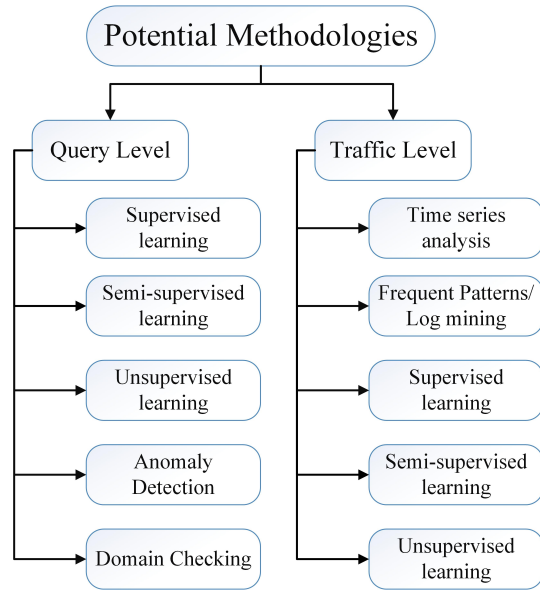 Potential Methodologies
Query Level
Supervised
learning
Semi-supervised
learning
Unsupervised
learning
Anomaly
Detection
Domain Checking
Traffic Level
Time series
analysis
Frequent Patterns/
Log mining
Supervised
learning
Semi-supervised
learning
Unsupervised
learning